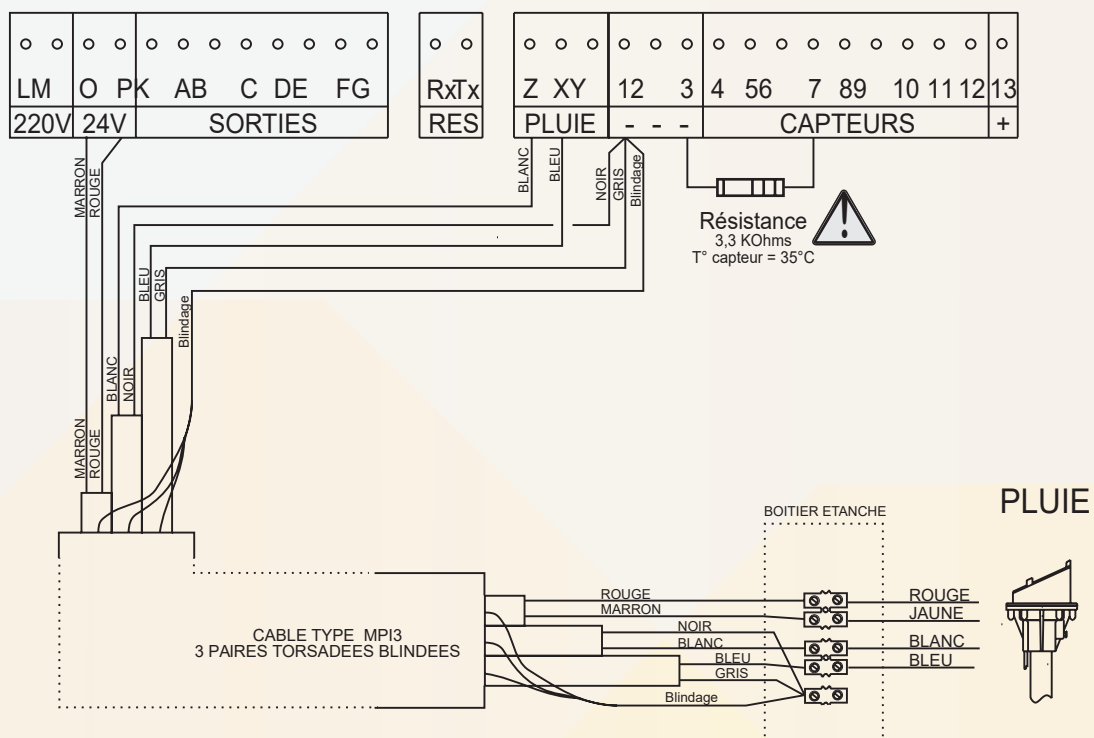 LM O PK AB C DE FG RxTx Z XY 12 3 4 56 7 89 10 11 12 13
220V 24V SORTIES RES PLUIE - - - CAPTEURS +
MARRON
ROUGE
BLANC
BLEU
NOIR
GRIS
Blindage
Résistance
3,3 KOhms
T° capteur = 35°C
BLEU
GRIS
Blindage
BLANC
NOIR
MARRON
ROUGE
PLUIE
BOITIER ETANCHE
ROUGE
MARRON
NOIR
BLANC
BLEU
GRIS
Blindage
ROUGE
JAUNE
BLANC
BLEU
CABLE TYPE MPI3
3 PAIRES TORSADEES BLINDEES